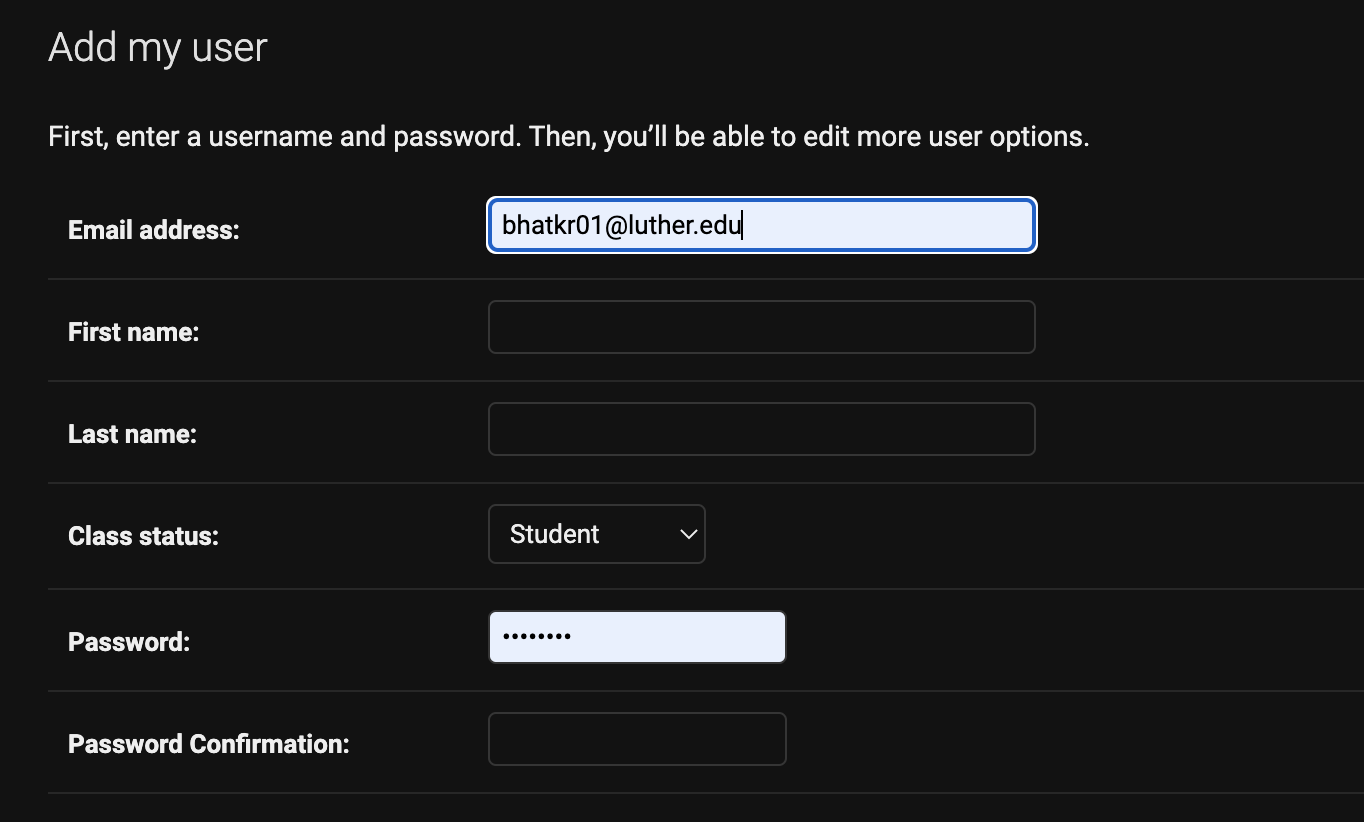 Add my user
First, enter a username and password. Then, you’ll be able to edit more user options.
Email address: bhatkr01@luther.edu
First name:
Last name:
Class status: Student
Password: ••••••••
Password Confirmation: